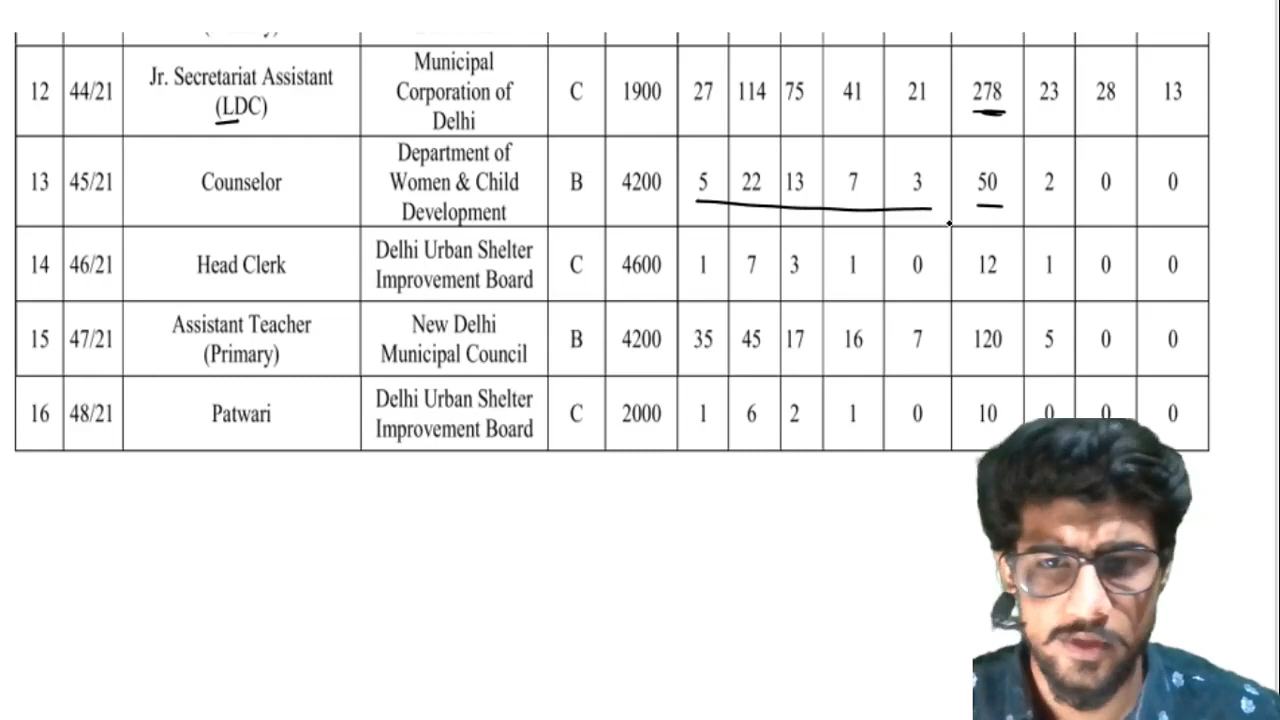 12 44/21 Jr. Secretariat Assistant (LDC) Municipal Corporation of Delhi C 1900 27 114 75 41 21 278 23 28 13
13 45/21 Counselor Department of Women & Child Development B 4200 5 22 13 7 3 50 2 0 0
14 46/21 Head Clerk Delhi Urban Shelter Improvement Board C 4600 1 7 3 1 0 12 1 0 0
15 47/21 Assistant Teacher (Primary) New Delhi Municipal Council B 4200 35 45 17 16 7 120 5 0 0
16 48/21 Patwari Delhi Urban Shelter Improvement Board C 2000 1 6 2 1 0 10 0 0 0